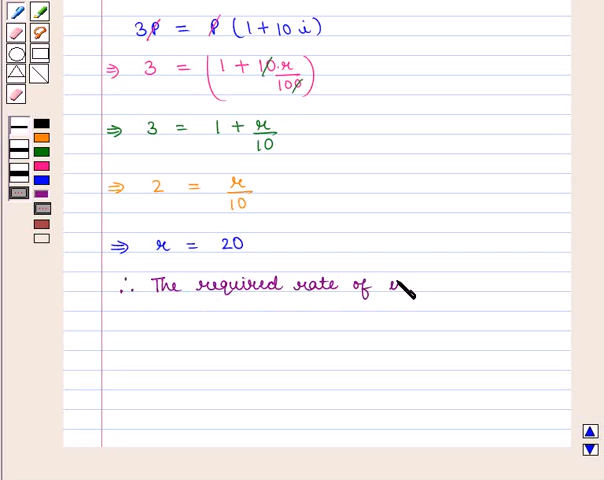 3P = P (1 + 10 i)
⇒ 3 = (1 + 10·r/100)
⇒ 3 = 1 + r/10
⇒ 2 = r/10
⇒ r = 20
∴ The required rate of